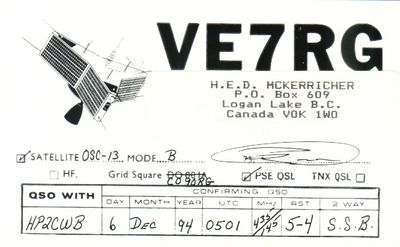 VE7RG
H.E.D. MCKERRICHER
P.O. Box 609
Logan Lake B.C.
Canada V0K 1W0
SATELLITE OSC-13 MODE B
HF. Grid Square CO90RG PSE QSL TNX QSL
QSO WITH CONFIRMING QSO
DAY MONTH YEAR UTC MHz RST 2 WAY
HP2CWB 6 DEC 94 0501 435/145 5-4 S.S.B.